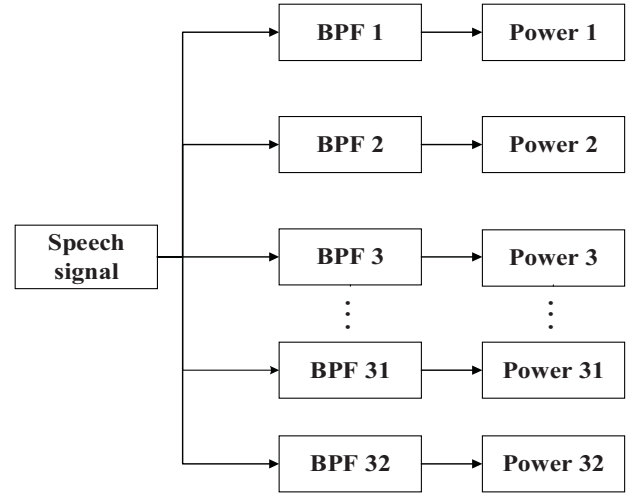 BPF 1
Power 1
BPF 2
Power 2
Speech
signal
BPF 3
Power 3
BPF 31
Power 31
BPF 32
Power 32